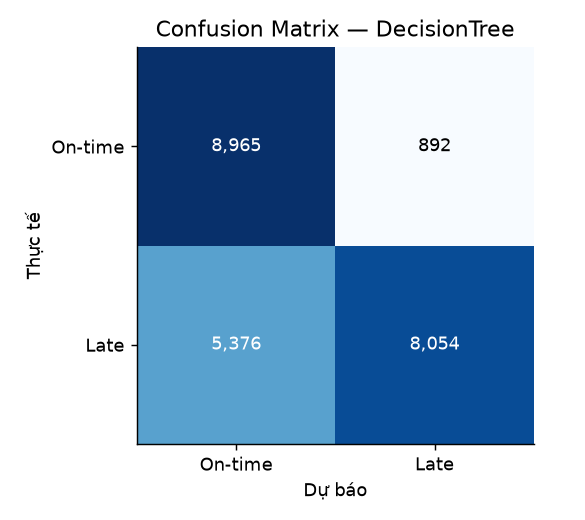 Confusion Matrix — DecisionTree
Thực tế
On-time
8,965
892
Late
5,376
8,054
On-time
Late
Dự báo